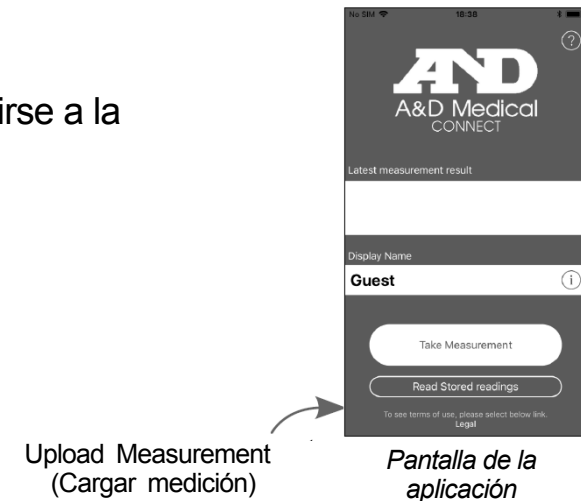 irse a la
No SIM 18:38
?
AND
A&D Medical
CONNECT
Latest measurement result
Display Name
Guest i
Take Measurement
Read Stored readings
To see terms of use, please select below link.
Legal
Upload Measurement
(Cargar medición)
Pantalla de la
aplicación